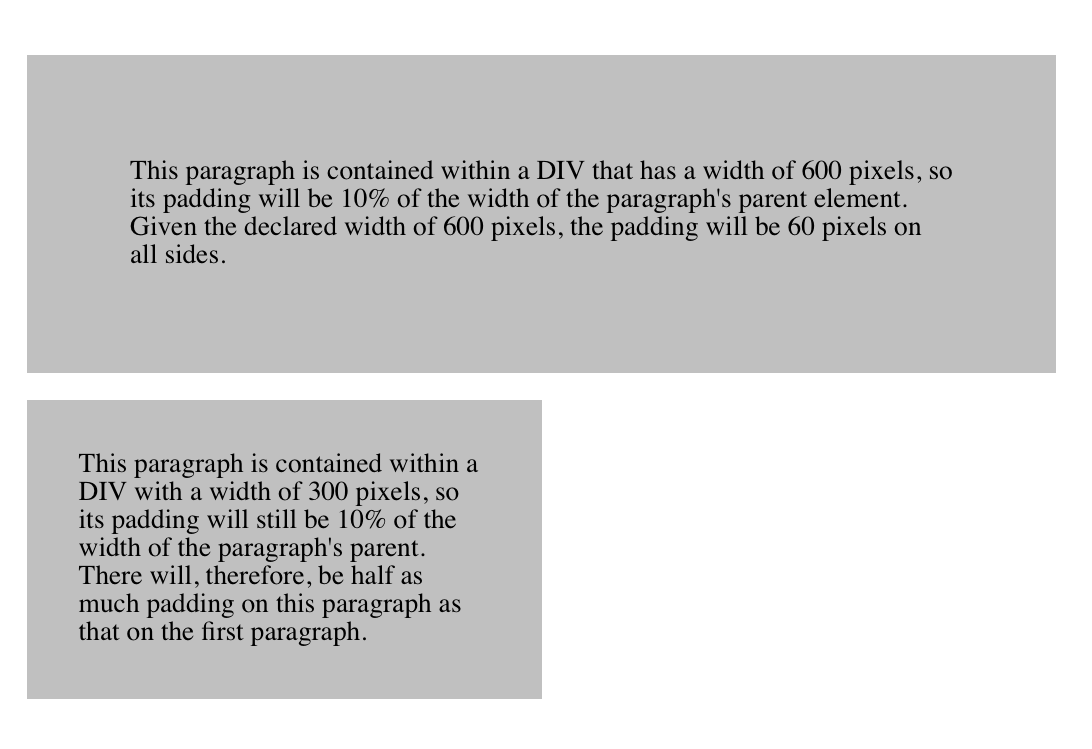 This paragraph is contained within a DIV that has a width of 600 pixels, so
its padding will be 10% of the width of the paragraph's parent element.
Given the declared width of 600 pixels, the padding will be 60 pixels on
all sides.
This paragraph is contained within a
DIV with a width of 300 pixels, so
its padding will still be 10% of the
width of the paragraph's parent.
There will, therefore, be half as
much padding on this paragraph as
that on the first paragraph.